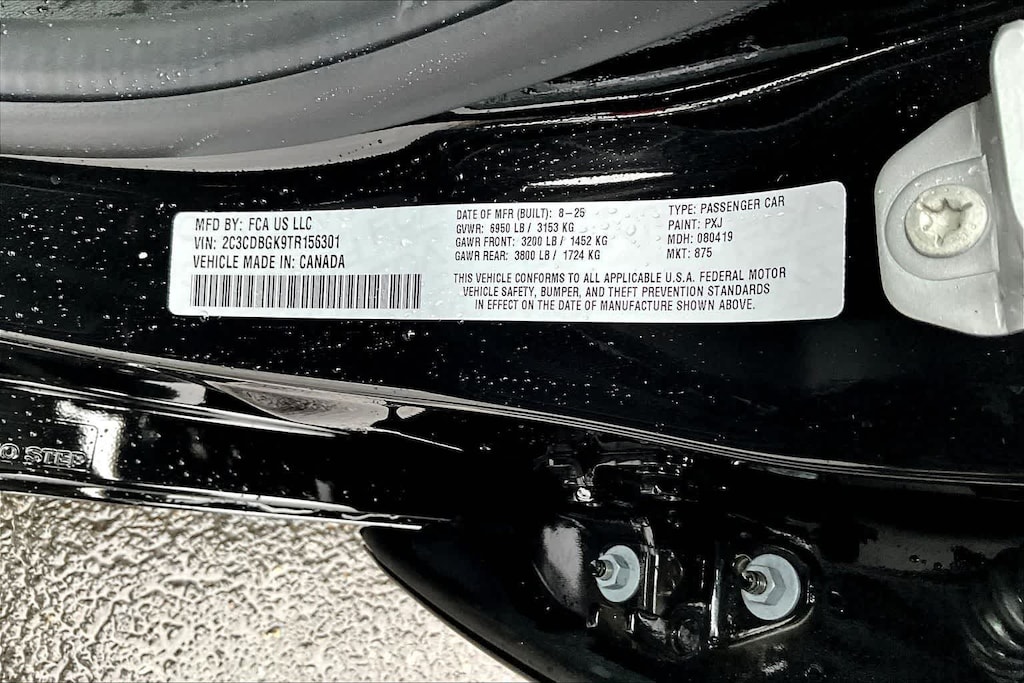 MFD BY: FCA US LLC
VIN: 2C3CDBGK9TR156301
VEHICLE MADE IN: CANADA
DATE OF MFR (BUILT): 8-25
GVWR: 6950 LB / 3153 KG
GAWR FRONT: 3200 LB / 1452 KG
GAWR REAR: 3800 LB / 1724 KG
TYPE: PASSENGER CAR
PAINT: PXJ
MDH: 080419
MKT: 875
THIS VEHICLE CONFORMS TO ALL APPLICABLE U.S.A. FEDERAL MOTOR
VEHICLE SAFETY, BUMPER, AND THEFT PREVENTION STANDARDS
IN EFFECT ON THE DATE OF MANUFACTURE SHOWN ABOVE.
O STEP